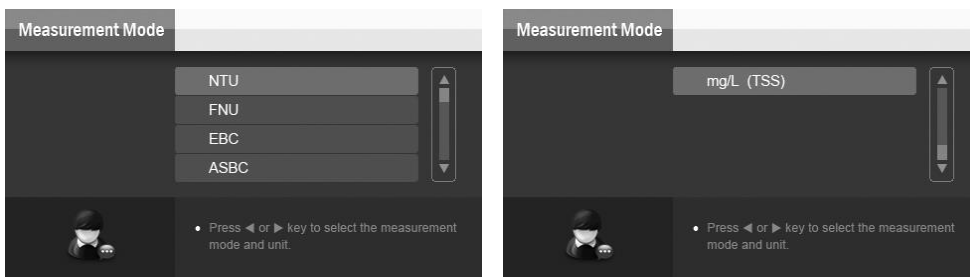 Measurement Mode
NTU
FNU
EBC
ASBC
• Press ◀ or ▶ key to select the measurement
mode and unit.
Measurement Mode
mg/L (TSS)
• Press ◀ or ▶ key to select the measurement
mode and unit.